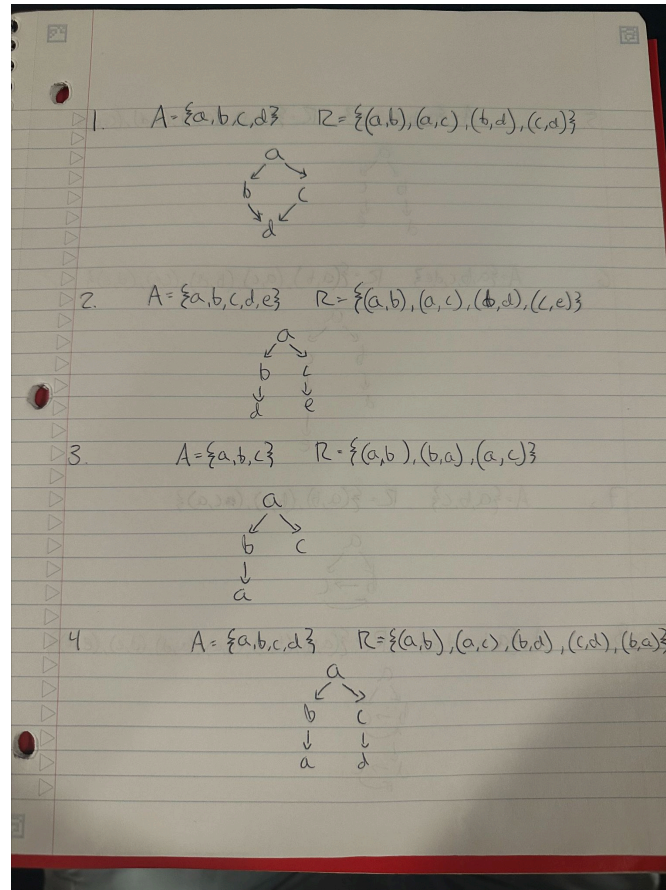 1. A={a,b,c,d} R={(a,b),(a,c),(b,d),(c,d)}
a
b c
d
2. A={a,b,c,d,e} R={(a,b),(a,c),(b,d),(c,e)}
a
b c
d e
3. A={a,b,c} R={(a,b),(b,a),(a,c)}
a
b c
a
4 A={a,b,c,d} R={(a,b),(a,c),(b,d),(c,d),(b,a)}
a
b c
a d